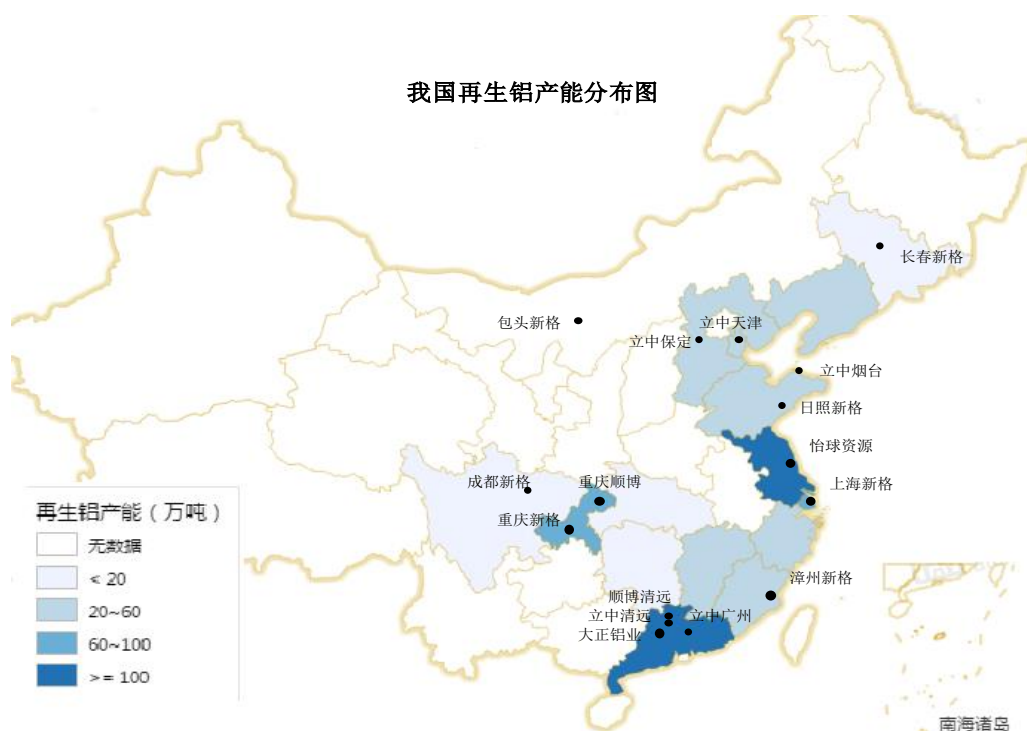 我国再生铝产能分布图
长春新格
包头新格
立中天津
立中保定
立中烟台
日照新格
怡球资源
成都新格
重庆顺博
上海新格
重庆新格
漳州新格
顺博清远
立中清远
立中广州
大正铝业
再生铝产能（万吨）
无数据
< 20
20~60
60~100
>= 100
南海诸岛